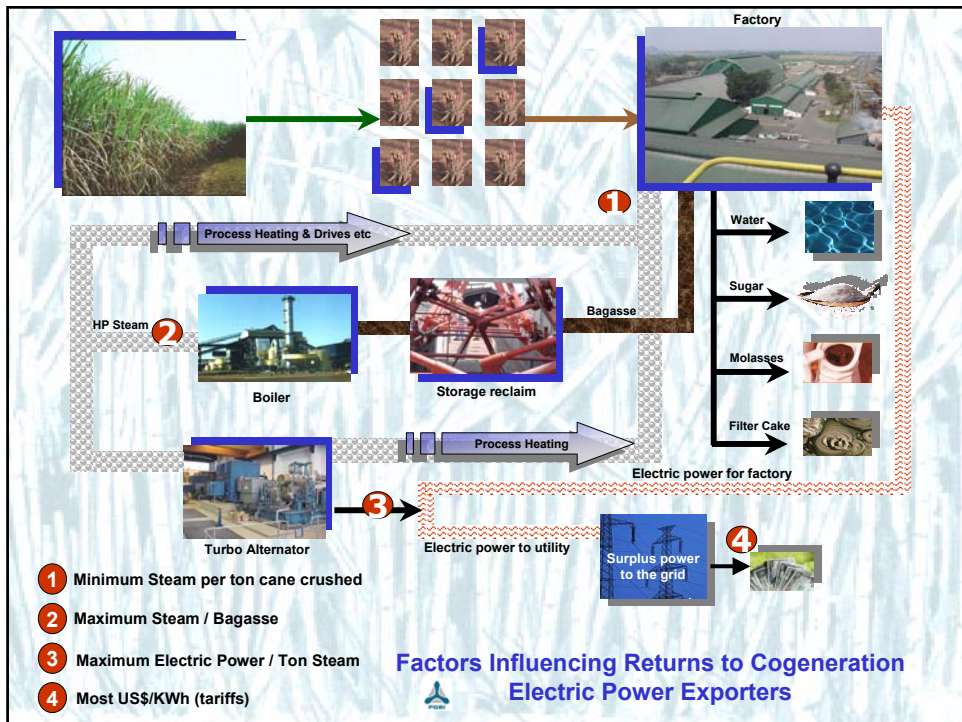 Factory
1
Water
Process Heating & Drives etc
Sugar
Bagasse
HP Steam
2
Molasses
Boiler
Storage reclaim
Filter Cake
Process Heating
Electric power for factory
3
Turbo Alternator
Electric power to utility
4
Surplus power
to the grid
1 Minimum Steam per ton cane crushed
2 Maximum Steam / Bagasse
3 Maximum Electric Power / Ton Steam
4 Most US$/KWh (tariffs)
Factors Influencing Returns to Cogeneration
Electric Power Exporters
PGBI